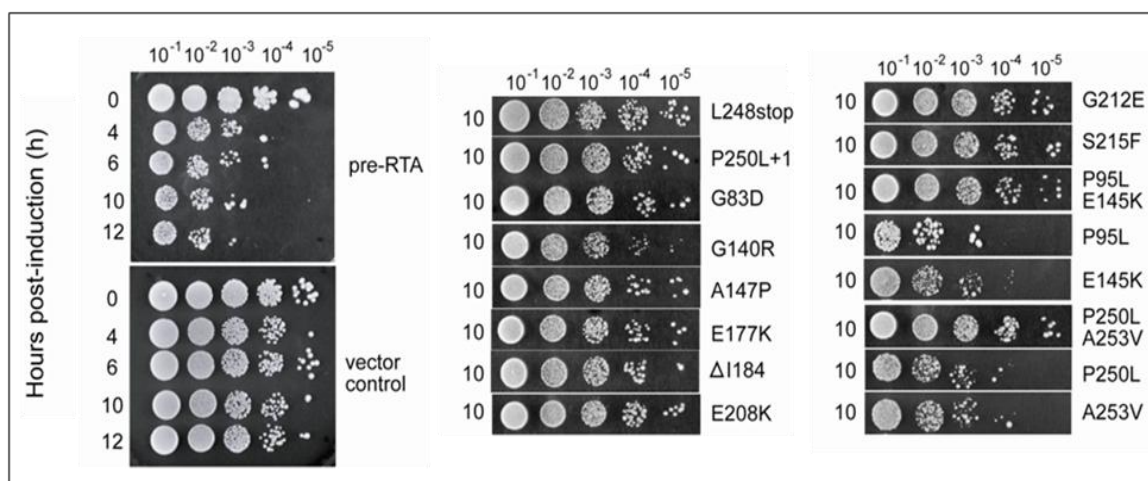 Hours post-induction (h)
10⁻¹ 10⁻² 10⁻³ 10⁻⁴ 10⁻⁵
0
4
6
10
12
pre-RTA
0
4
6
10
12
vector
control
10⁻¹ 10⁻² 10⁻³ 10⁻⁴ 10⁻⁵
10 L248stop
10 P250L+1
10 G83D
10 G140R
10 A147P
10 E177K
10 ΔI184
10 E208K
10⁻¹ 10⁻² 10⁻³ 10⁻⁴ 10⁻⁵
10 G212E
10 S215F
10 P95L
E145K
10 P95L
10 E145K
10 P250L
A253V
10 P250L
10 A253V